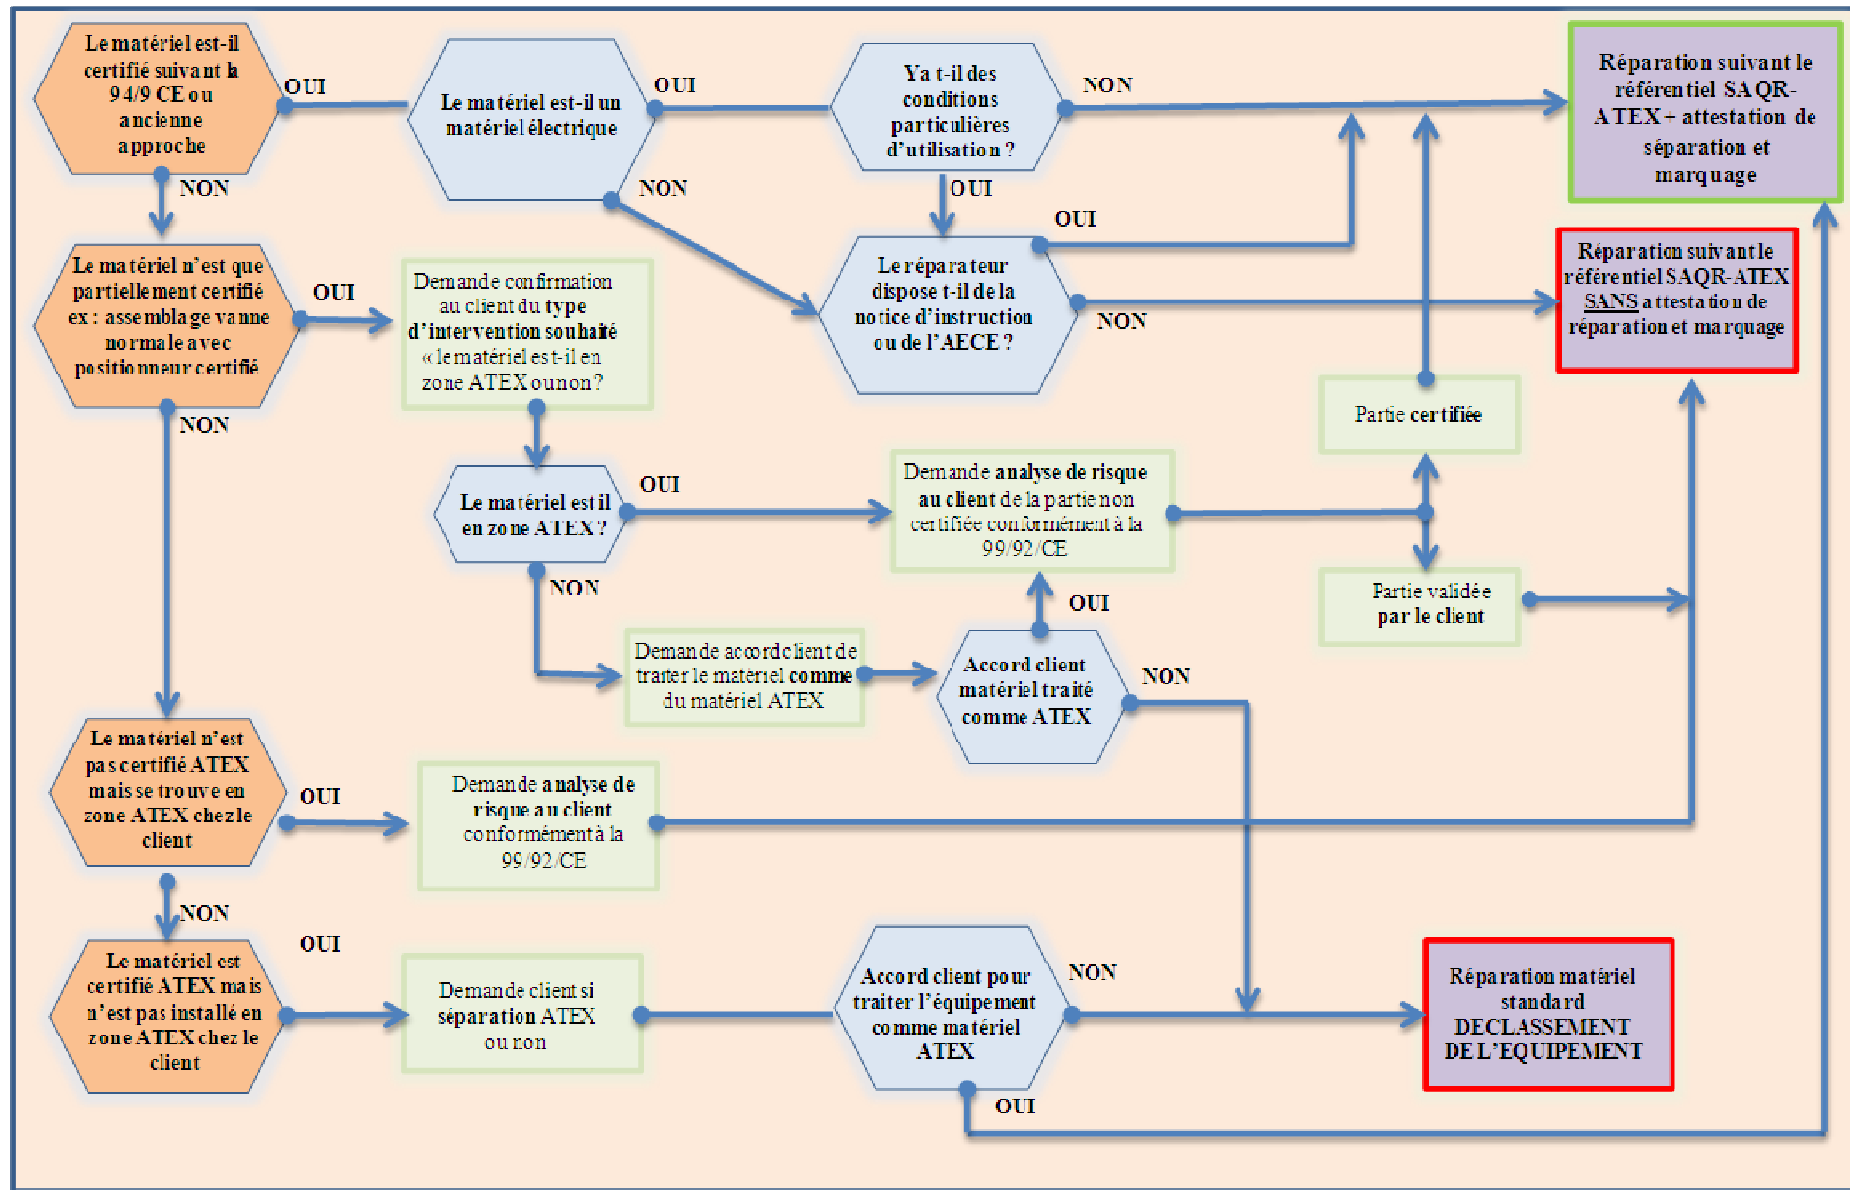 Le matériel est-il
certifié suivant la
94/9 CE ou
ancienne
approche
OUI
NON
Le matériel est-il un
matériel électrique
OUI
NON
Y a t-il des
conditions
particulières
d'utilisation ?
NON
OUI
Réparation suivant le
référentiel SAQR-
ATEX + attestation de
séparation et
marquage
Le matériel n'est que
partiellement certifié
ex : assemblage vanne
normale avec
positionneur certifié
OUI
NON
Demande confirmation
au client du type
d'intervention souhaité
« le matériel est-il en
zone ATEX ou non ?
Le réparateur
dispose t-il de la
notice d'instruction
ou de l'AECE ?
OUI
NON
Réparation suivant le
référentiel SAQR-ATEX
SANS attestation de
réparation et marquage
Partie certifiée
Le matériel est il
en zone ATEX ?
OUI
NON
Demande analyse de risque
au client de la partie non
certifiée conformément à la
99/92/CE
Partie validée
par le client
Demande accord client de
traiter le matériel comme
du matériel ATEX
Accord client
matériel traité
comme ATEX
OUI
NON
Le matériel n'est
pas certifié ATEX
mais se trouve en
zone ATEX chez le
client
OUI
NON
Demande analyse de
risque au client
conformément à la
99/92/CE
Le matériel est
certifié ATEX mais
n'est pas installé en
zone ATEX chez le
client
OUI
Demande client si
séparation ATEX
ou non
Accord client pour
traiter l'équipement
comme matériel
ATEX
NON
OUI
Réparation matériel
standard
DECLASSEMENT
DE L'EQUIPEMENT